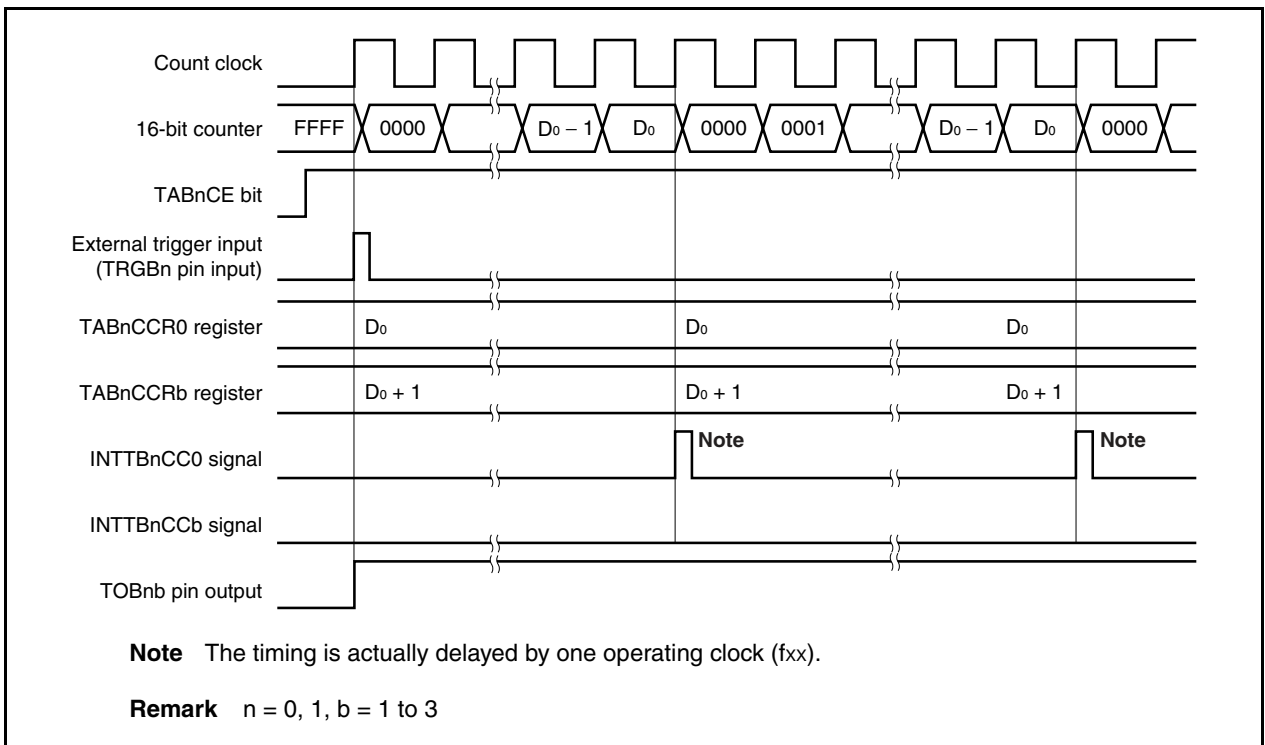 Count clock
16-bit counter FFFF 0000 D0 − 1 D0 0000 0001 D0 − 1 D0 0000
TABnCE bit
External trigger input
(TRGBn pin input)
TABnCCR0 register D0 D0 D0
TABnCCRb register D0 + 1 D0 + 1 D0 + 1
INTTBnCC0 signal Note Note
INTTBnCCb signal
TOBnb pin output
Note The timing is actually delayed by one operating clock (fxx).
Remark n = 0, 1, b = 1 to 3